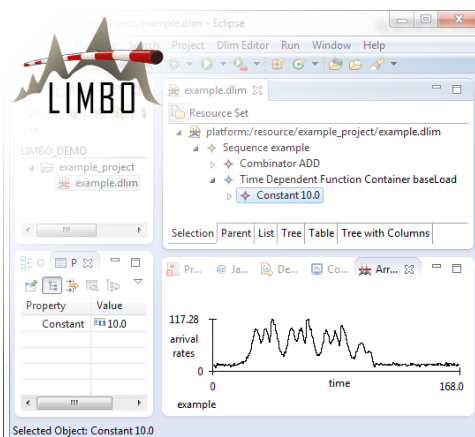 example.dlim - Eclipse
Project Dlim Editor Run Window Help
LIMBO
example.dlim
Resource Set
platform:/resource/example_project/example.dlim
Sequence example
Combinator ADD
Time Dependent Function Container baseLoad
Constant 10.0
Selection Parent List Tree Table Tree with Columns
LIMBO_DEMO
example_project
example.dlim
O P
Property Value
Constant 10.0
Pr... @ Ja... De... Co... Arr...
117.28
arrival
rates
0
0 time 168.0
example
Selected Object: Constant 10.0